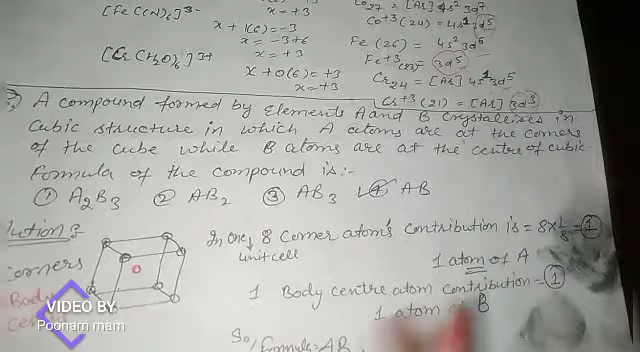 [Fe(CN)6]3- x = +3
x + 1(6) = -3
x = -3+6
x = +3
[Cr(H2O)6]3+
x + 0(6) = +3
x = +3
Co27 = [Ar] 4s2 3d7
Co+3 (24) = 4s1 3d5
Fe (26) = 4s2 3d6
Fe+3 (23) = 3d5
Cr24 = [Ar] 4s1 3d5
Cr+3 (21) = [Ar] 3d3
A compound formed by elements A and B crystallises in
Cubic structure in which A atoms are at the corners
of the cube while B atoms are at the centre of cubic.
Formula of the compound is:-
① A2B3 ② AB2 ③ AB3 ④ AB
lution :
In one unit cell 8 Corner atom's contribution is = 8×1/8 = ①
1 atom of A
orners
Body
1 Body centre atom contribution = ①
1 atom of B
So, Formula = AB
VIDEO BY
Poonam mam